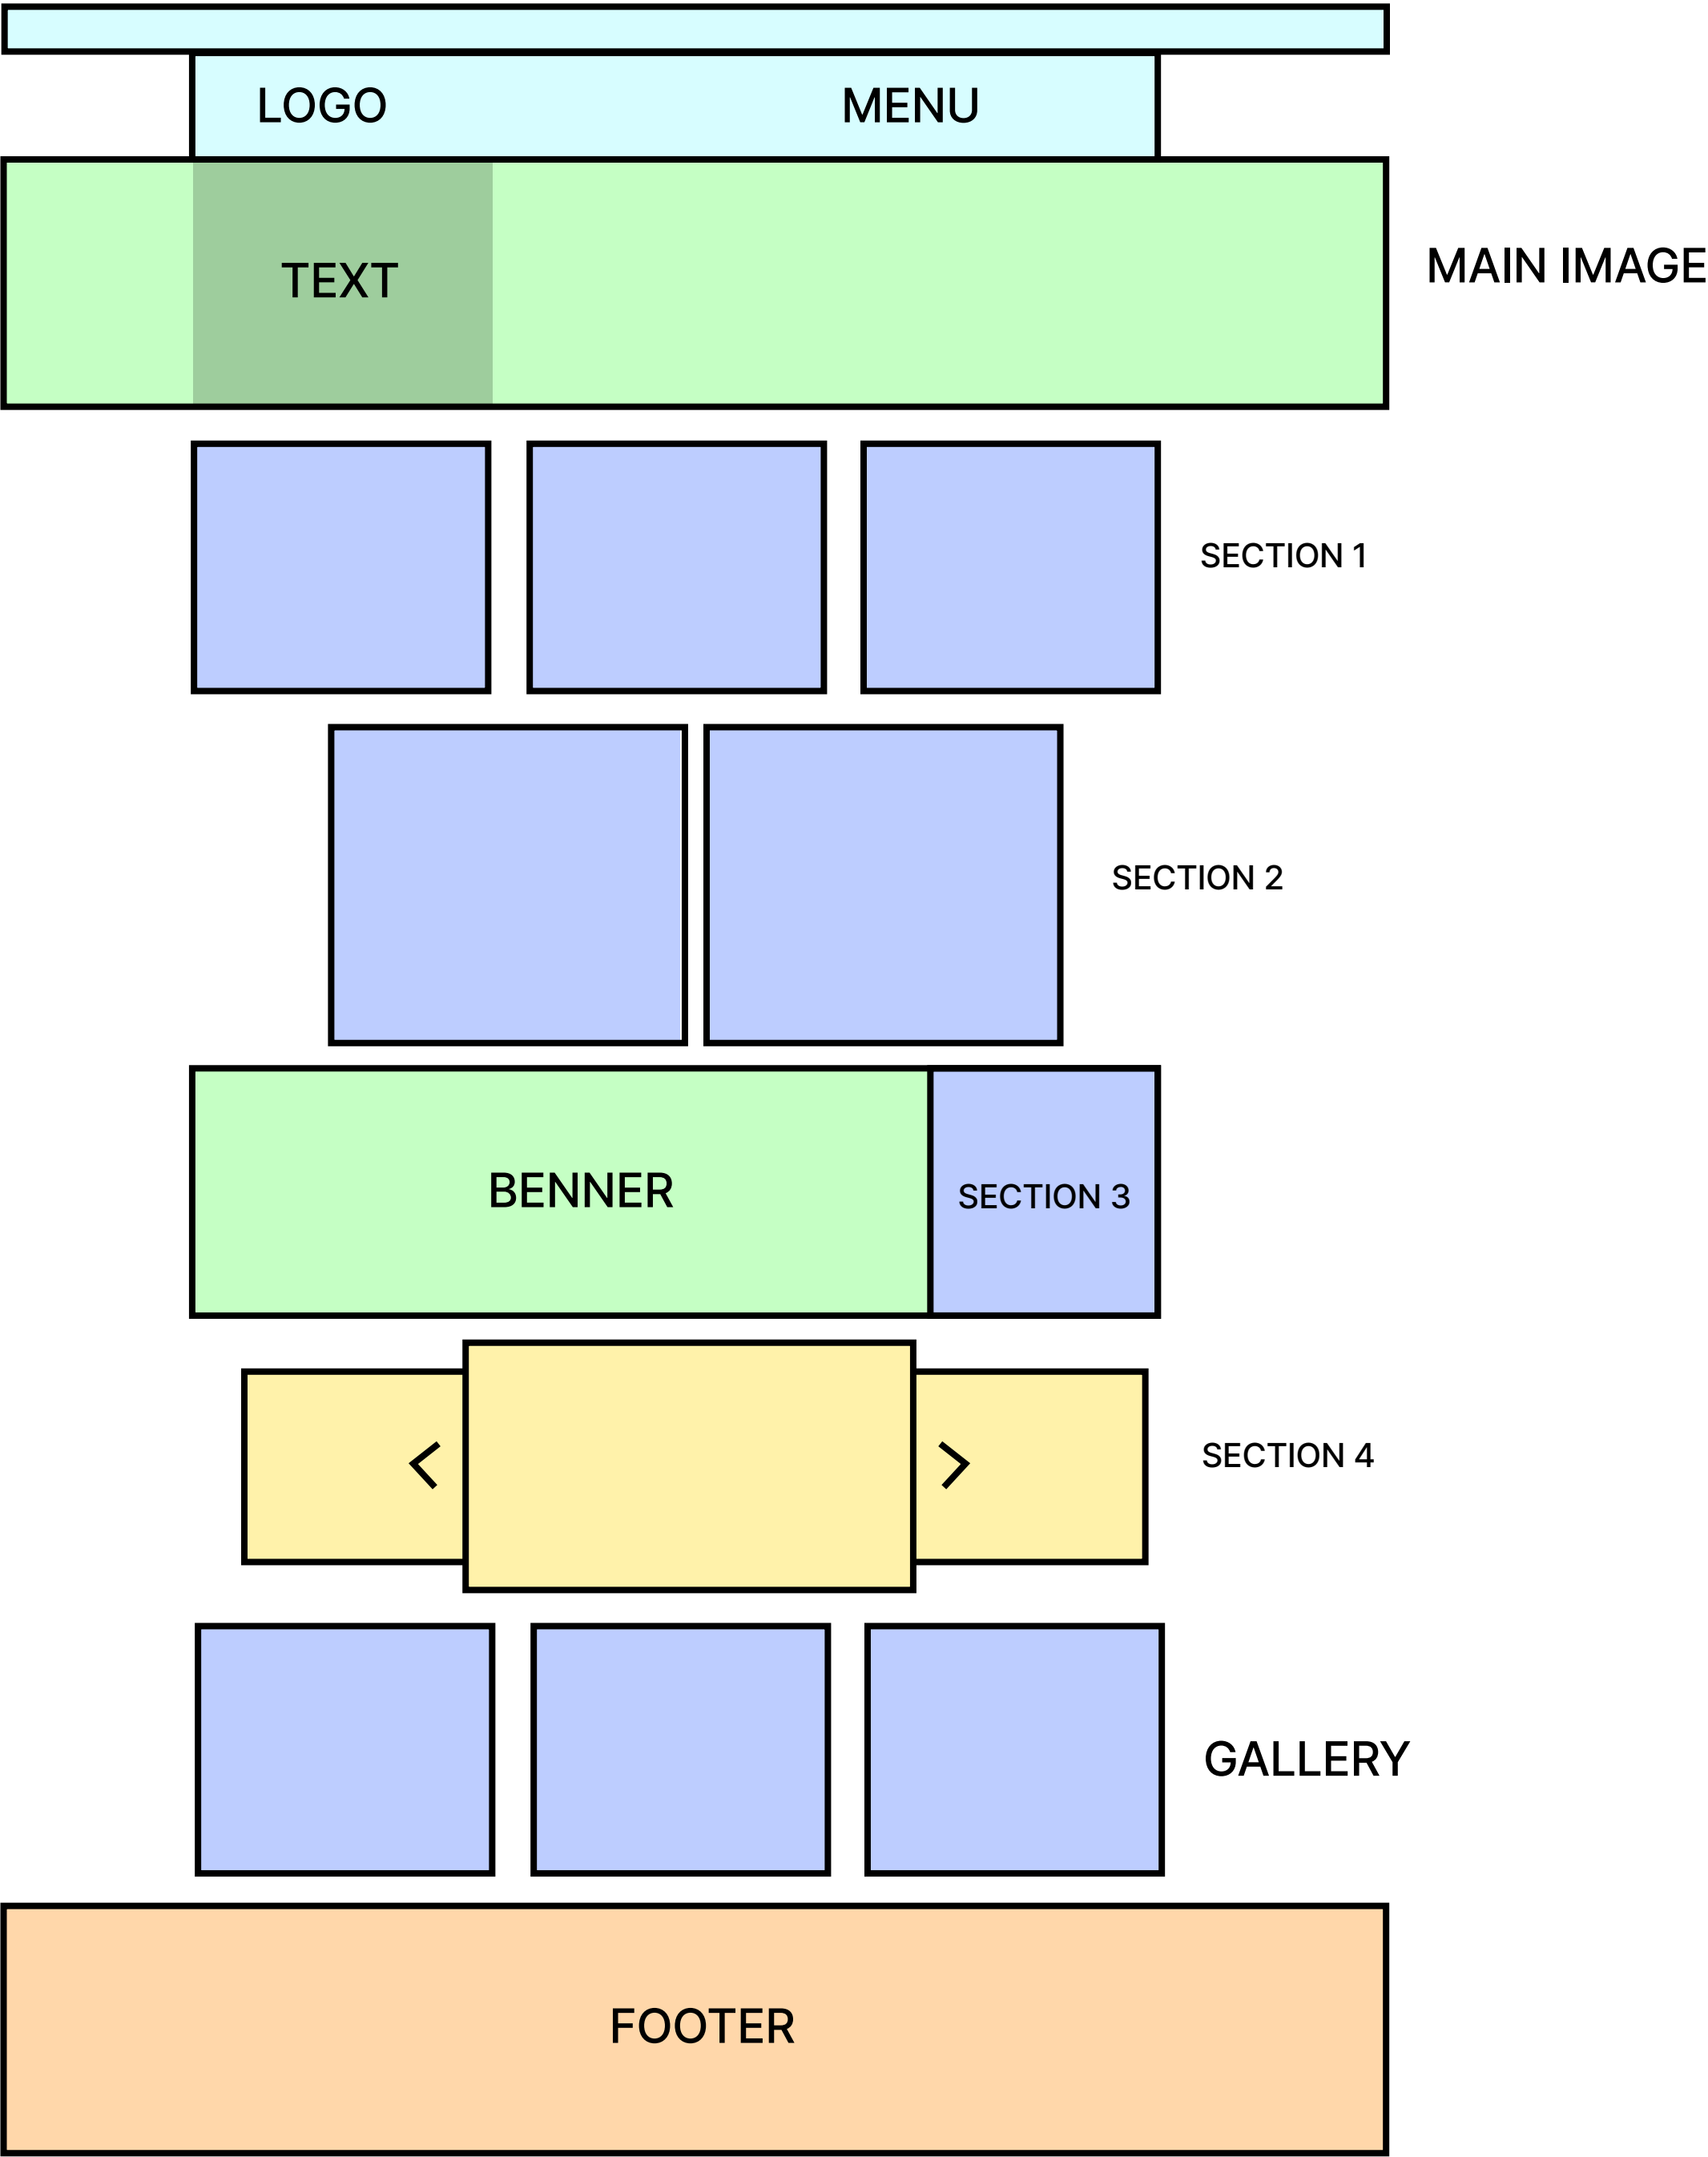 LOGO
MENU
TEXT
MAIN IMAGE
SECTION 1
SECTION 2
BENNER
SECTION 3
SECTION 4
GALLERY
FOOTER